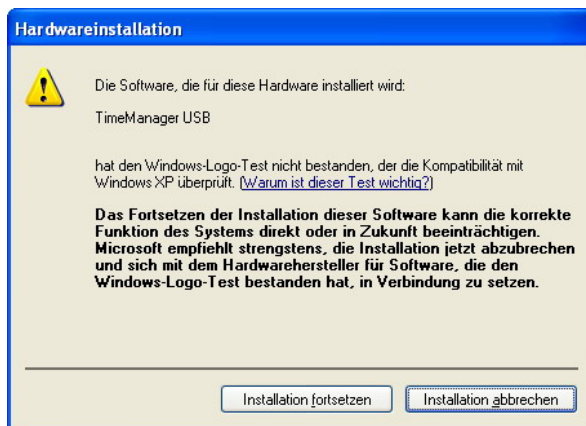 Hardwareinstallation
Die Software, die für diese Hardware installiert wird:
TimeManager USB
hat den Windows-Logo-Test nicht bestanden, der die Kompatibilität mit
Windows XP überprüft. (Warum ist dieser Test wichtig?)
Das Fortsetzen der Installation dieser Software kann die korrekte
Funktion des Systems direkt oder in Zukunft beeinträchtigen.
Microsoft empfiehlt strengstens, die Installation jetzt abzubrechen
und sich mit dem Hardwarehersteller für Software, die den
Windows-Logo-Test bestanden hat, in Verbindung zu setzen.
Installation fortsetzen
Installation abbrechen